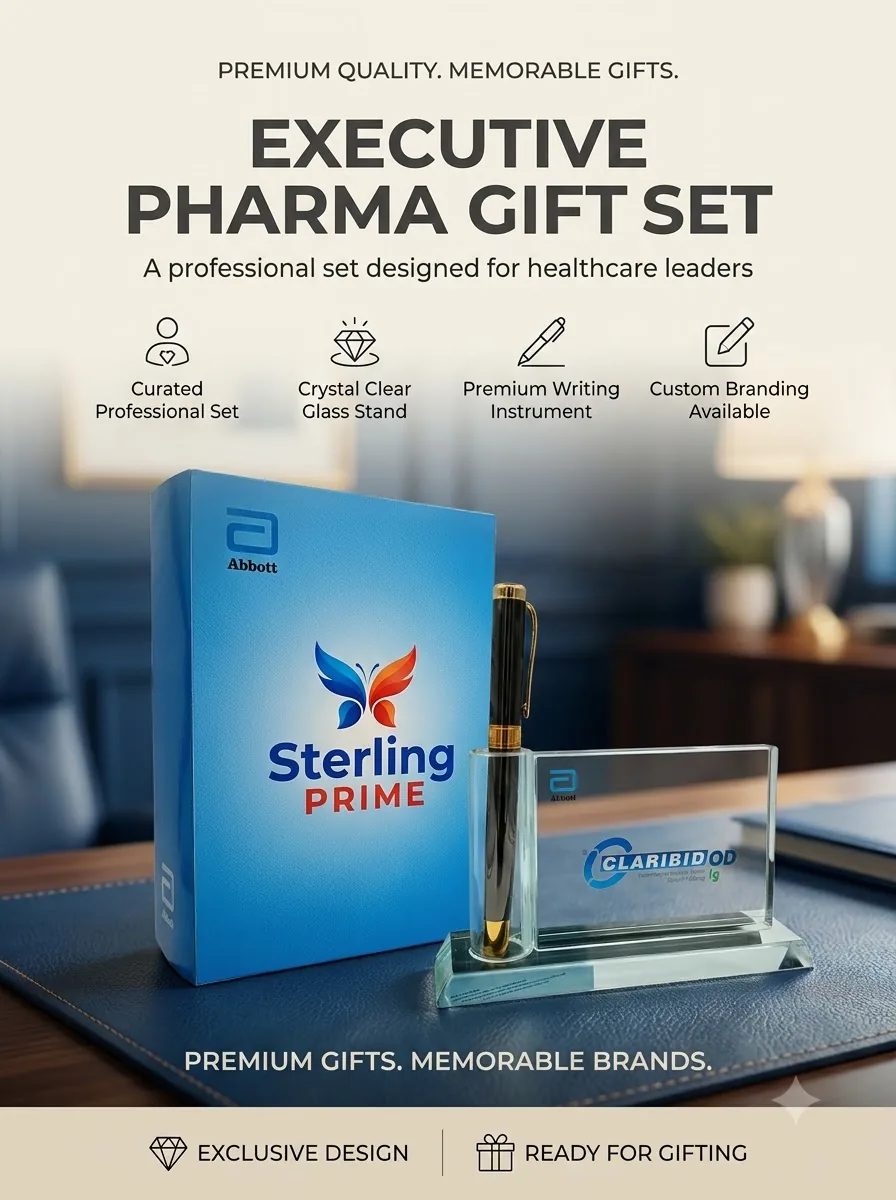 PREMIUM QUALITY. MEMORABLE GIFTS.
EXECUTIVE
PHARMA GIFT SET
A professional set designed for healthcare leaders
Curated
Professional Set
Crystal Clear
Glass Stand
Premium Writing
Instrument
Custom Branding
Available
Abbott
Sterling
PRIME
Abbott
CLARIBID OD
1g
PREMIUM GIFTS. MEMORABLE BRANDS.
EXCLUSIVE DESIGN
READY FOR GIFTING